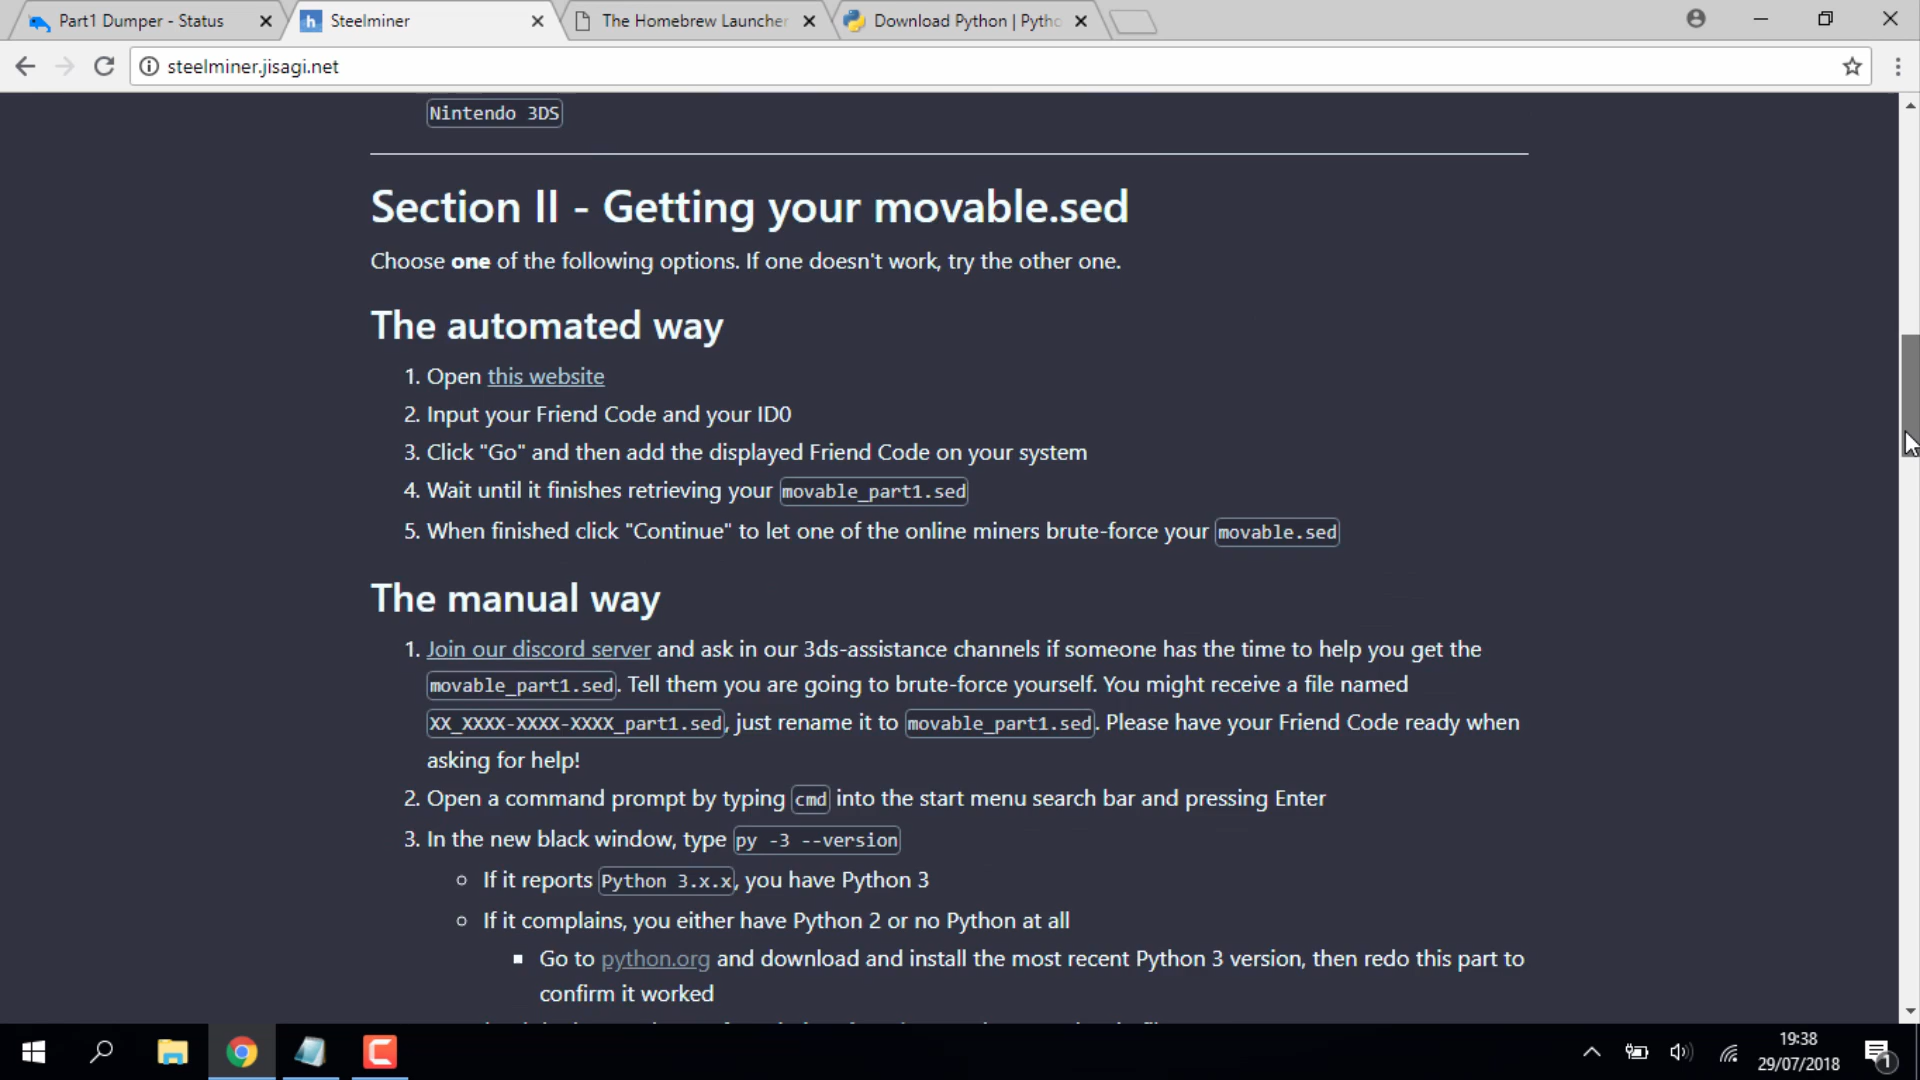 Part1 Dumper - Status
Steelminer
The Homebrew Launcher
Download Python | Pytho
steelminer.jisagi.net
Nintendo 3DS
Section II - Getting your movable.sed
Choose one of the following options. If one doesn't work, try the other one.
The automated way
1. Open this website
2. Input your Friend Code and your ID0
3. Click "Go" and then add the displayed Friend Code on your system
4. Wait until it finishes retrieving your movable_part1.sed
5. When finished click "Continue" to let one of the online miners brute-force your movable.sed
The manual way
1. Join our discord server and ask in our 3ds-assistance channels if someone has the time to help you get the
movable_part1.sed. Tell them you are going to brute-force yourself. You might receive a file named
XX_XXXX-XXXX-XXXX_part1.sed, just rename it to movable_part1.sed. Please have your Friend Code ready when
asking for help!
2. Open a command prompt by typing cmd into the start menu search bar and pressing Enter
3. In the new black window, type py -3 --version
If it reports Python 3.x.x, you have Python 3
If it complains, you either have Python 2 or no Python at all
Go to python.org and download and install the most recent Python 3 version, then redo this part to
confirm it worked
19:38
29/07/2018
1